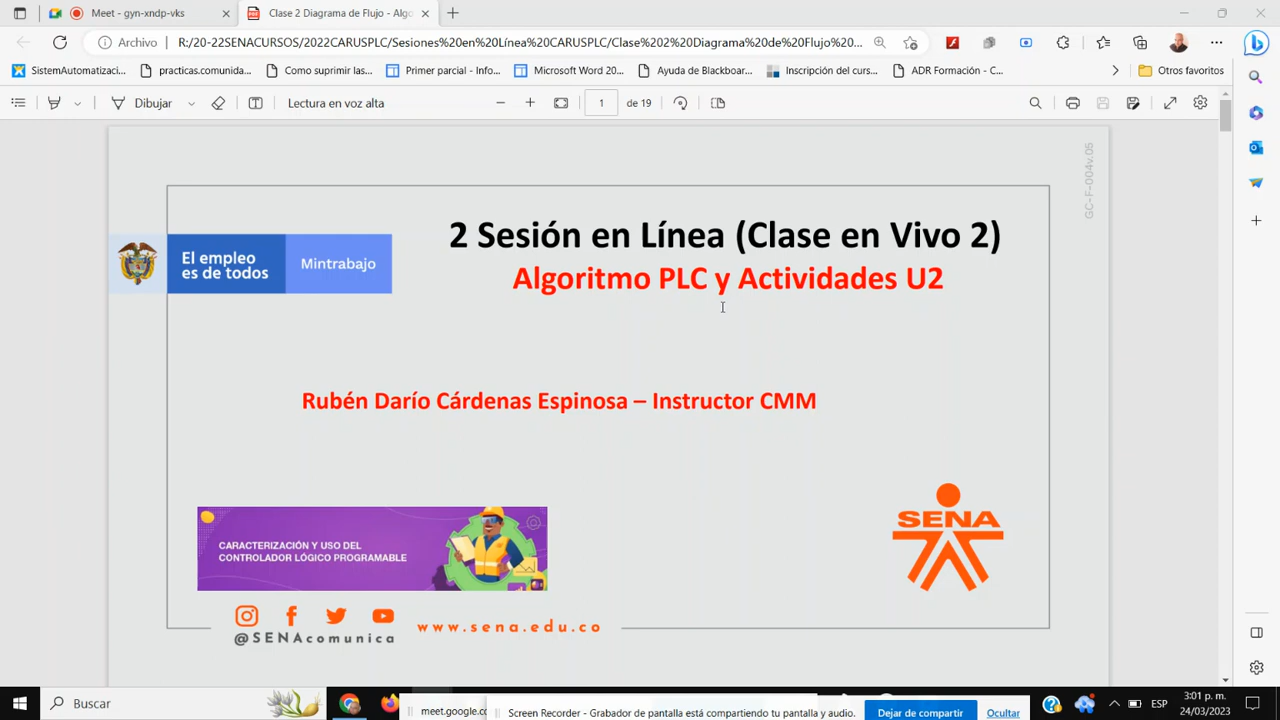 Meet - gyn-xndp-vks
Clase 2 Diagrama de Flujo - Algo
Archivo
R:/20-22SENACURSOS/2022CARUSPLC/Sesiones%20en%20Línea%20CARUSPLC/Clase%202%20Diagrama%20de%20Flujo%20...
SistemAutomatizaci...
practicas.comunida...
Como suprimir las...
Primer parcial - Info...
Microsoft Word 20...
Ayuda de Blackboar...
Inscripción del curs...
ADR Formación - C...
Otros favoritos
Dibujar
Lectura en voz alta
1
de 19
GC-F-004v.05
2 Sesión en Línea (Clase en Vivo 2)
Algoritmo PLC y Actividades U2
El empleo
es de todos
Mintrabajo
Rubén Darío Cárdenas Espinosa – Instructor CMM
SENA
CARACTERIZACIÓN Y USO DEL
CONTROLADOR LÓGICO PROGRAMABLE
@SENAcomunica
www.sena.edu.co
Buscar
meet.google.cc
Screen Recorder - Grabador de pantalla está compartiendo tu pantalla y audio.
Dejar de compartir
Ocultar
ESP
3:01 p. m.
24/03/2023